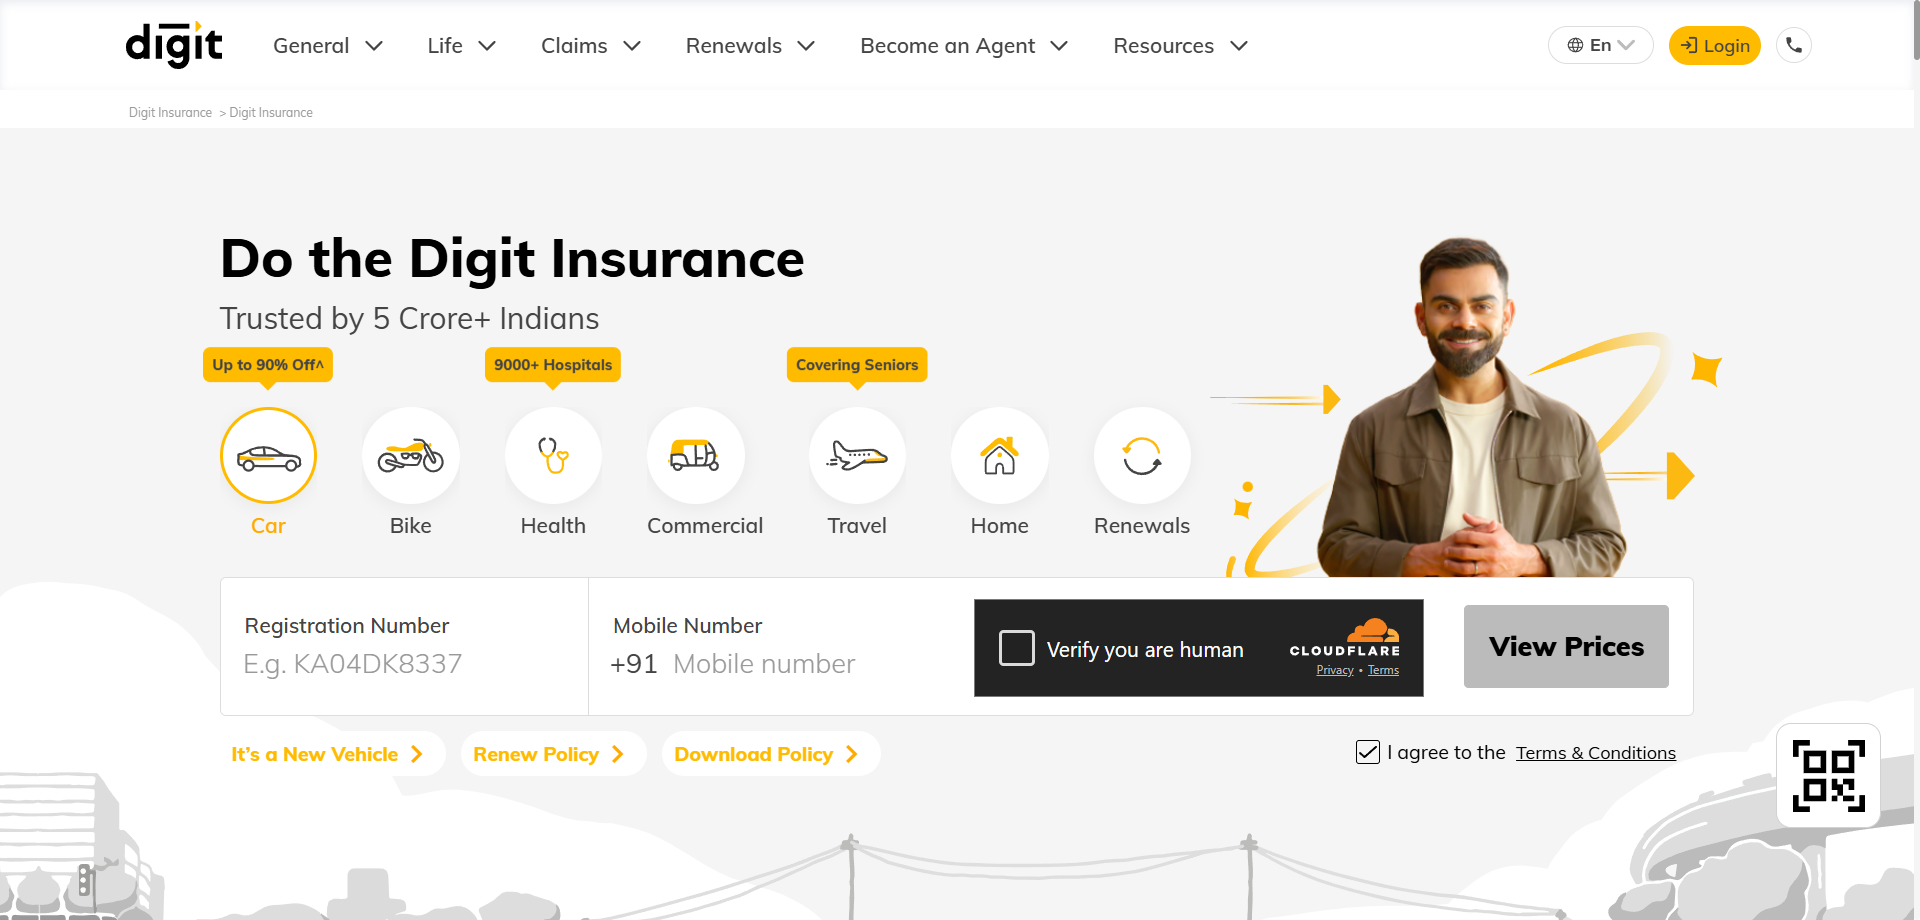 digit
General
Life
Claims
Renewals
Become an Agent
Resources
En
Login
Digit Insurance > Digit Insurance
Do the Digit Insurance
Trusted by 5 Crore+ Indians
Up to 90% Off^
9000+ Hospitals
Covering Seniors
Car
Bike
Health
Commercial
Travel
Home
Renewals
Registration Number
E.g. KA04DK8337
Mobile Number
+91 Mobile number
Verify you are human
CLOUDFLARE
Privacy • Terms
View Prices
It's a New Vehicle
Renew Policy
Download Policy
I agree to the Terms & Conditions